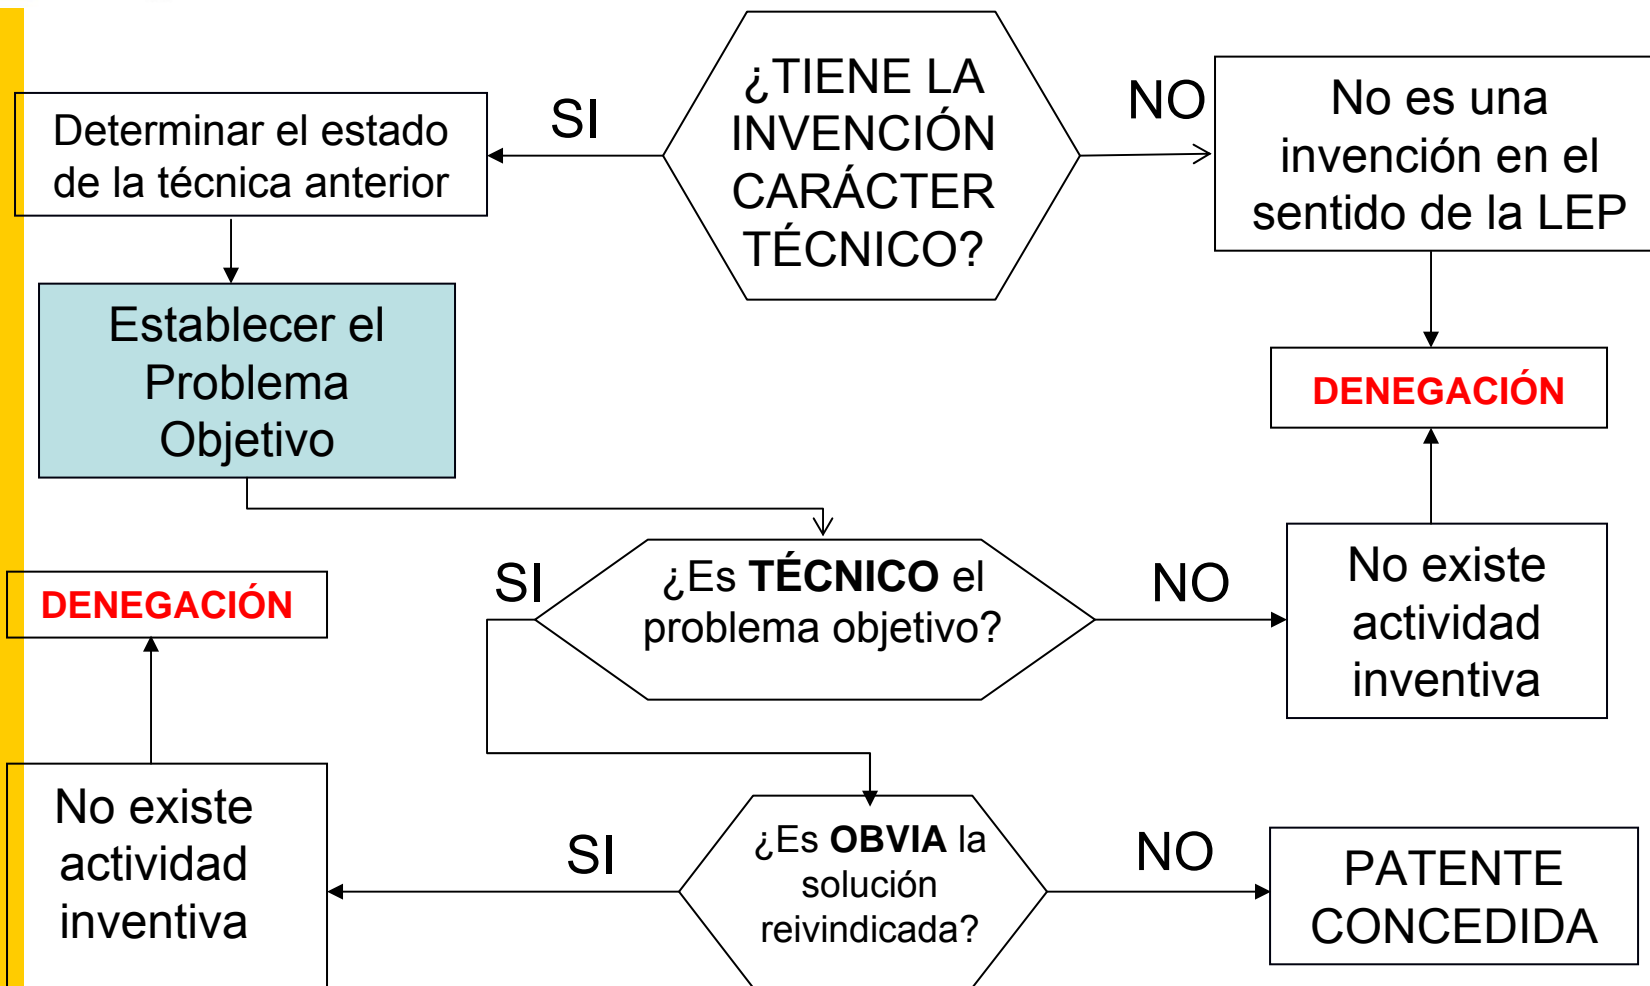 ¿TIENE LA
INVENCIÓN
CARÁCTER
TÉCNICO?
SI
NO
Determinar el estado
de la técnica anterior
No es una
invención en el
sentido de la LEP
Establecer el
Problema
Objetivo
DENEGACIÓN
¿Es TÉCNICO el
problema objetivo?
SI
NO
No existe
actividad
inventiva
DENEGACIÓN
No existe
actividad
inventiva
SI
¿Es OBVIA la
solución
reivindicada?
NO
PATENTE
CONCEDIDA